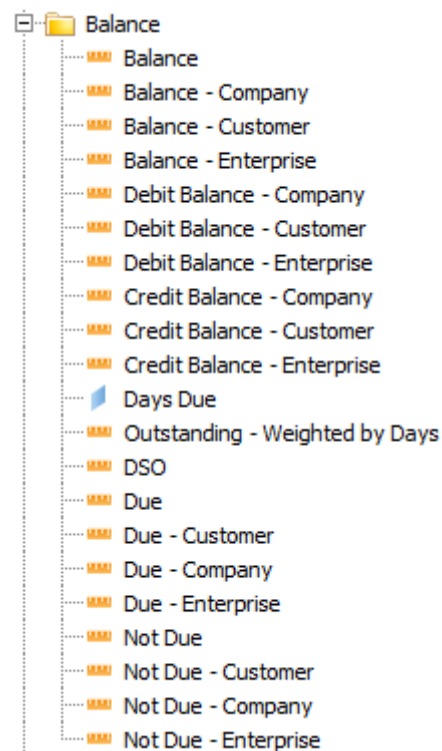 Balance
Balance
Balance - Company
Balance - Customer
Balance - Enterprise
Debit Balance - Company
Debit Balance - Customer
Debit Balance - Enterprise
Credit Balance - Company
Credit Balance - Customer
Credit Balance - Enterprise
Days Due
Outstanding - Weighted by Days
DSO
Due
Due - Customer
Due - Company
Due - Enterprise
Not Due
Not Due - Customer
Not Due - Company
Not Due - Enterprise